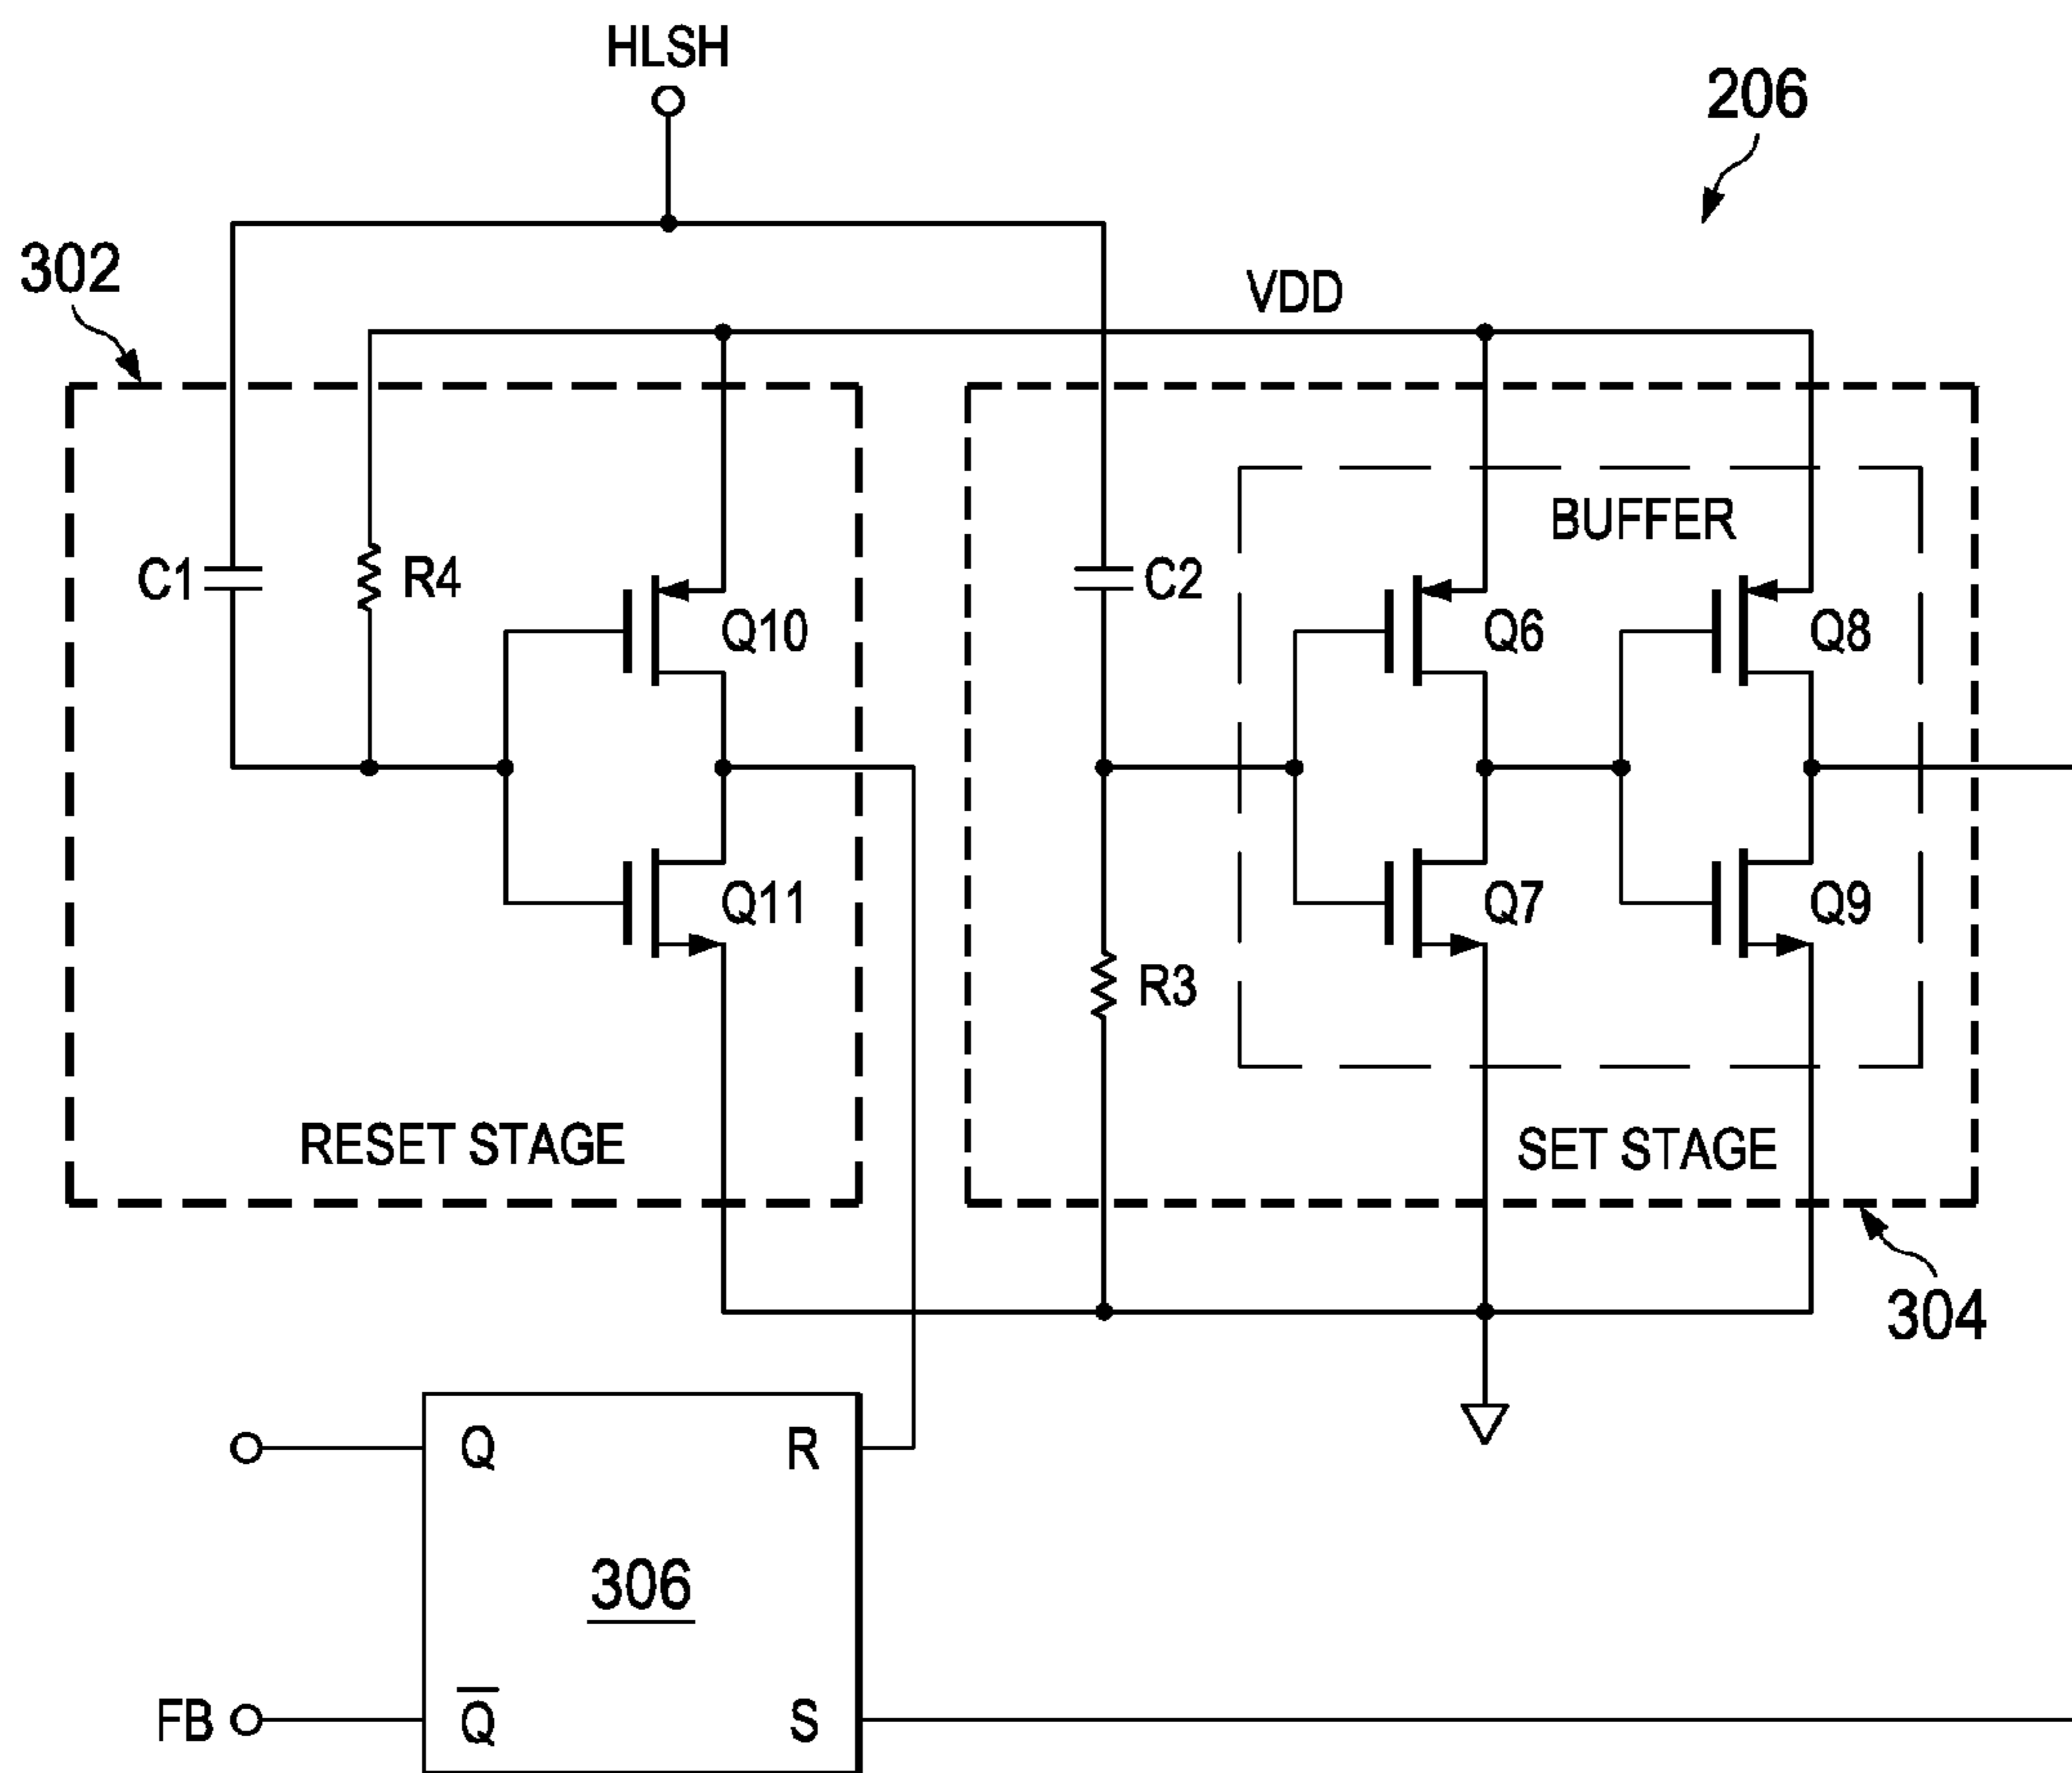 HLSH
206
302
VDD
BUFFER
C1
R4
Q10
C2
Q6
Q8
Q11
Q7
Q9
R3
RESET STAGE
SET STAGE
304
Q
R
306
FB
Q̅
S